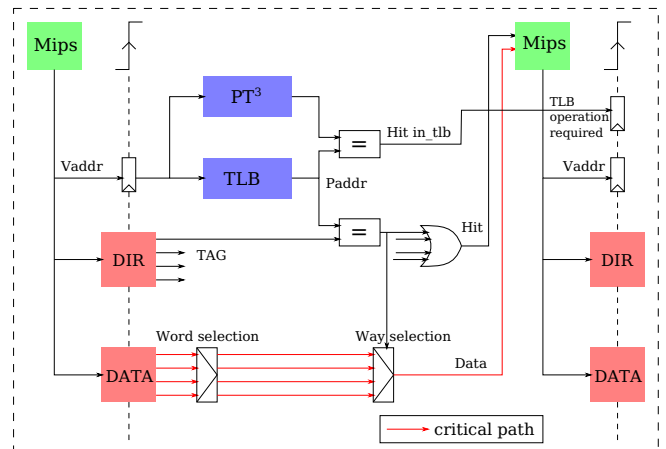 Mips
Mips
PT³
TLB
operation
required
Hit in_tlb
=
Vaddr
TLB
Paddr
Vaddr
=
Hit
DIR
TAG
DIR
Word selection
Way selection
DATA
Data
DATA
critical path